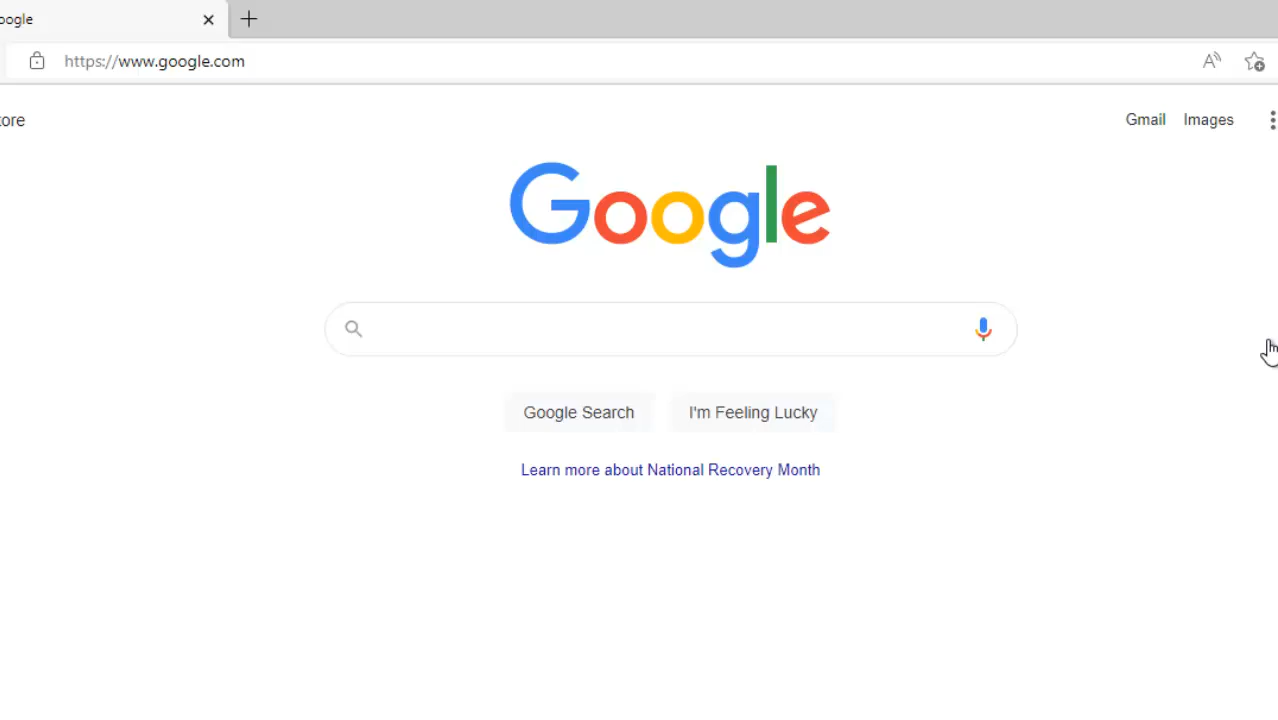 oogle
https://www.google.com
tore
Gmail Images
Google
Google Search I'm Feeling Lucky
Learn more about National Recovery Month